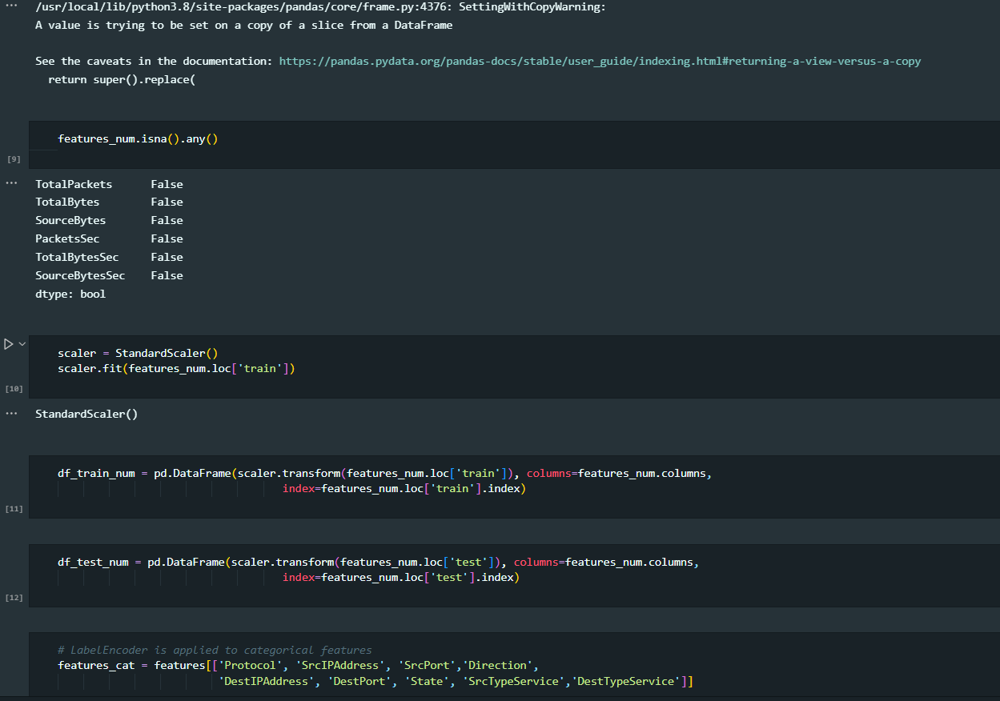 /usr/local/lib/python3.8/site-packages/pandas/core/frame.py:4376: SettingWithCopyWarning:
A value is trying to be set on a copy of a slice from a DataFrame
See the caveats in the documentation: https://pandas.pydata.org/pandas-docs/stable/user_guide/indexing.html#returning-a-view-versus-a-copy
return super().replace(
features_num.isna().any()
[9]
TotalPackets False
TotalBytes False
SourceBytes False
PacketsSec False
TotalBytesSec False
SourceBytesSec False
dtype: bool
scaler = StandardScaler()
scaler.fit(features_num.loc['train'])
[10]
StandardScaler()
df_train_num = pd.DataFrame(scaler.transform(features_num.loc['train']), columns=features_num.columns,
index=features_num.loc['train'].index)
[11]
df_test_num = pd.DataFrame(scaler.transform(features_num.loc['test']), columns=features_num.columns,
index=features_num.loc['test'].index)
[12]
# LabelEncoder is applied to categorical features
features_cat = features[['Protocol', 'SrcIPAddress', 'SrcPort','Direction',
'DestIPAddress', 'DestPort', 'State', 'SrcTypeService','DestTypeService']]